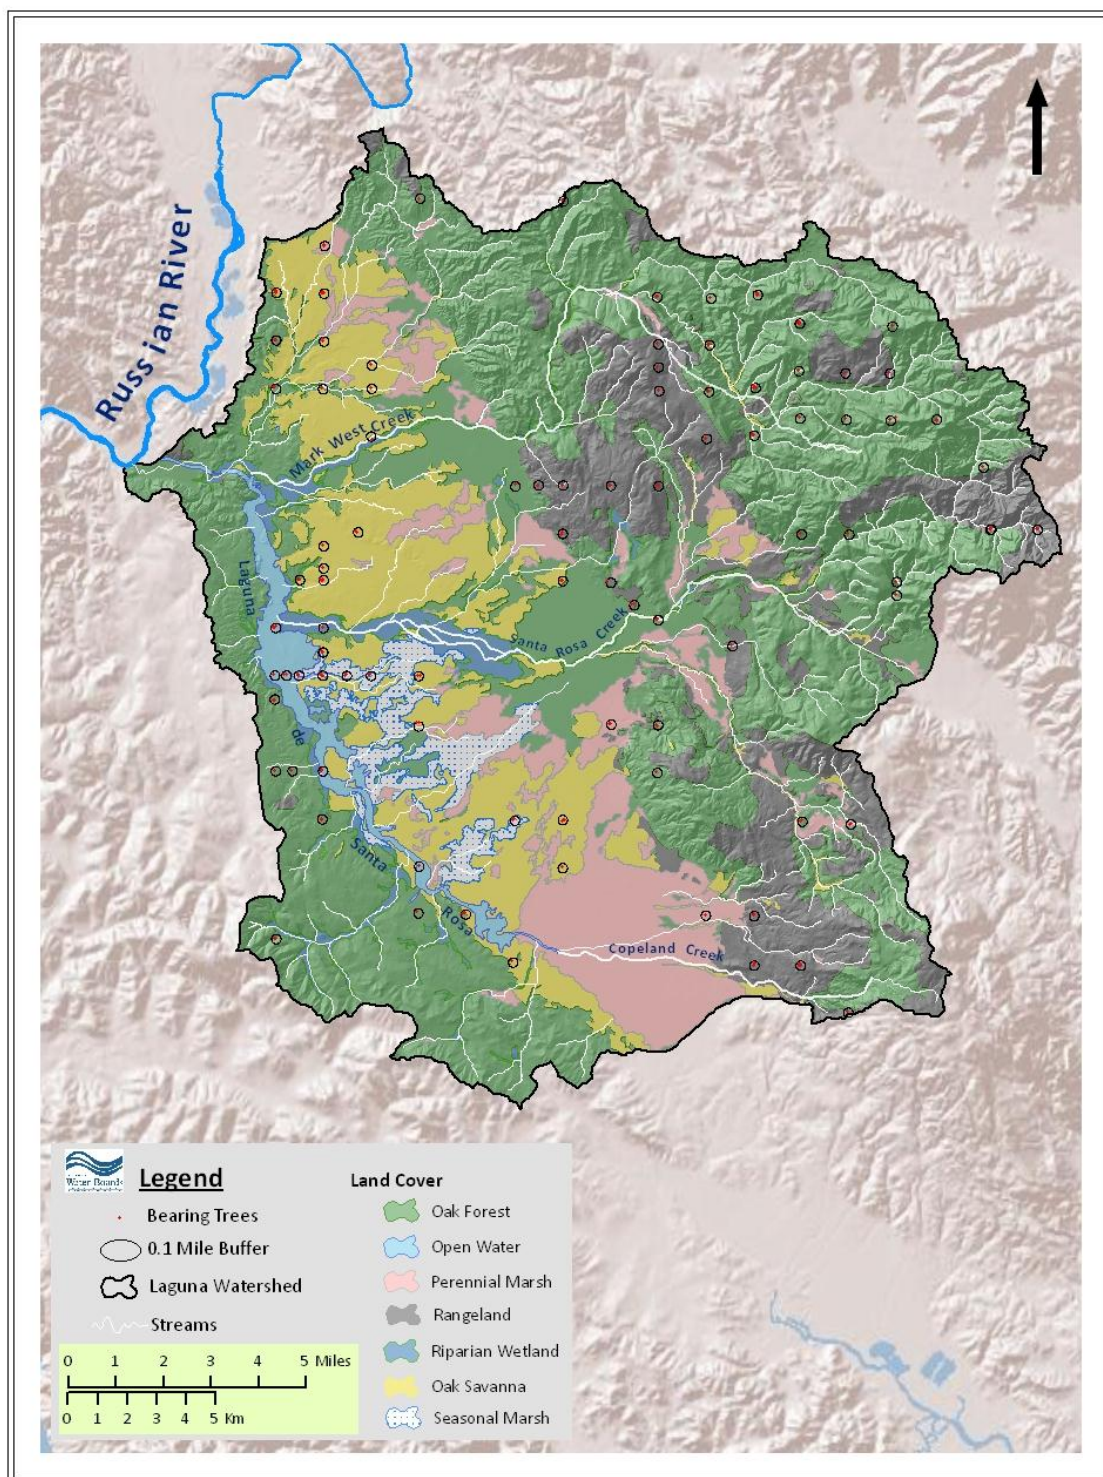 Russian River
Mark West Creek
Laguna
de
Santa
Rosa
Santa Rosa Creek
Copeland Creek
Water Boards
Legend
Bearing Trees
0.1 Mile Buffer
Laguna Watershed
Streams
0 1 2 3 4 5 Miles
0 1 2 3 4 5 Km
Land Cover
Oak Forest
Open Water
Perennial Marsh
Rangeland
Riparian Wetland
Oak Savanna
Seasonal Marsh